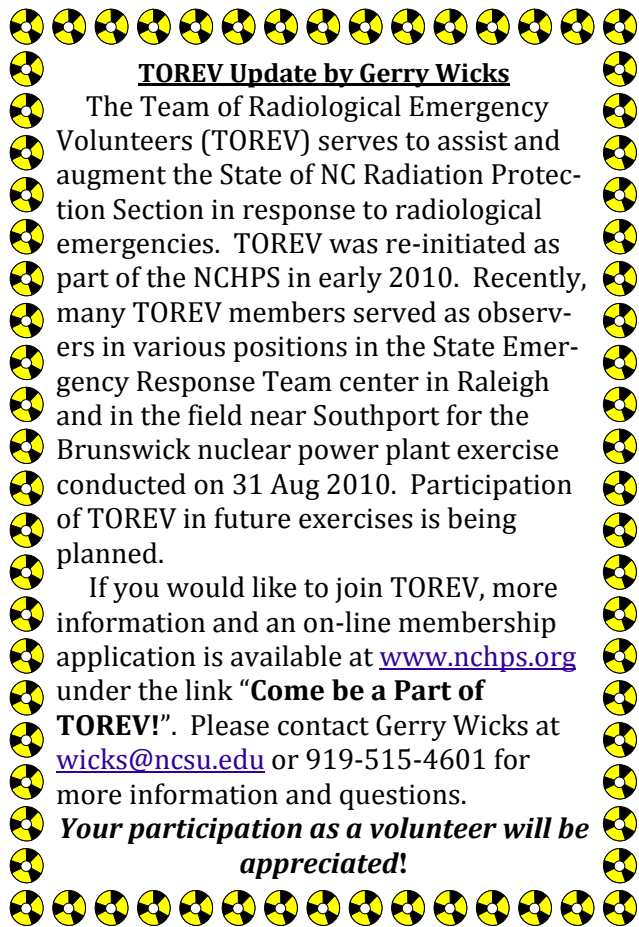 TOREV Update by Gerry Wicks
The Team of Radiological Emergency
Volunteers (TOREV) serves to assist and
augment the State of NC Radiation Protec-
tion Section in response to radiological
emergencies.  TOREV was re-initiated as
part of the NCHPS in early 2010.  Recently,
many TOREV members served as observ-
ers in various positions in the State Emer-
gency Response Team center in Raleigh
and in the field near Southport for the
Brunswick nuclear power plant exercise
conducted on 31 Aug 2010.  Participation
of TOREV in future exercises is being
planned.
If you would like to join TOREV, more
information and an on-line membership
application is available at www.nchps.org
under the link “Come be a Part of
TOREV!”.  Please contact Gerry Wicks at
wicks@ncsu.edu or 919-515-4601 for
more information and questions.
Your participation as a volunteer will be
appreciated!